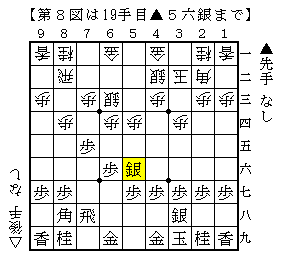 【第８図は19手目▲５六銀まで】
９ ８ ７ ６ ５ ４ ３ ２ １
香 桂 金 金 桂 香 一
飛 銀 玉 角 二
歩 歩 銀 歩 歩 歩 三
歩 歩 歩 歩 四
歩 五
歩 銀 六
歩 歩 歩 歩 歩 歩 歩 七
角 飛 銀 八
香 桂 金 金 玉 桂 香 九
▲先手 なし
△後手 なし